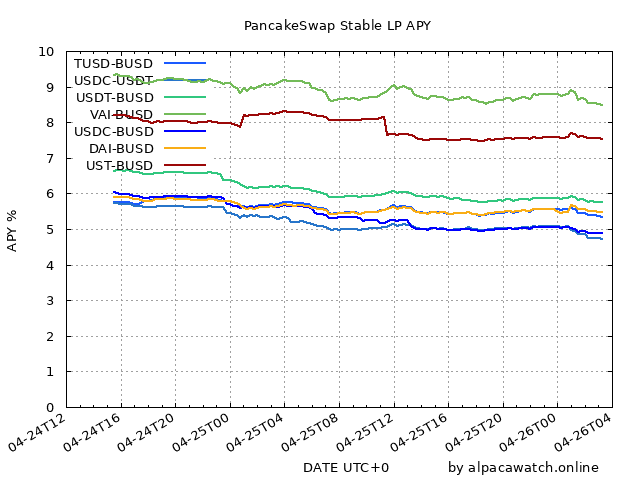 PancakeSwap Stable LP APY
10
9
8
7
6
5
4
3
2
1
0
APY %
TUSD-BUSD
USDC-USDT
USDT-BUSD
VAI-BUSD
USDC-BUSD
DAI-BUSD
UST-BUSD
04-24T12
04-24T16
04-24T20
04-25T00
04-25T04
04-25T08
04-25T12
04-25T16
04-25T20
04-26T00
04-26T04
DATE UTC+0
by alpacawatch.online